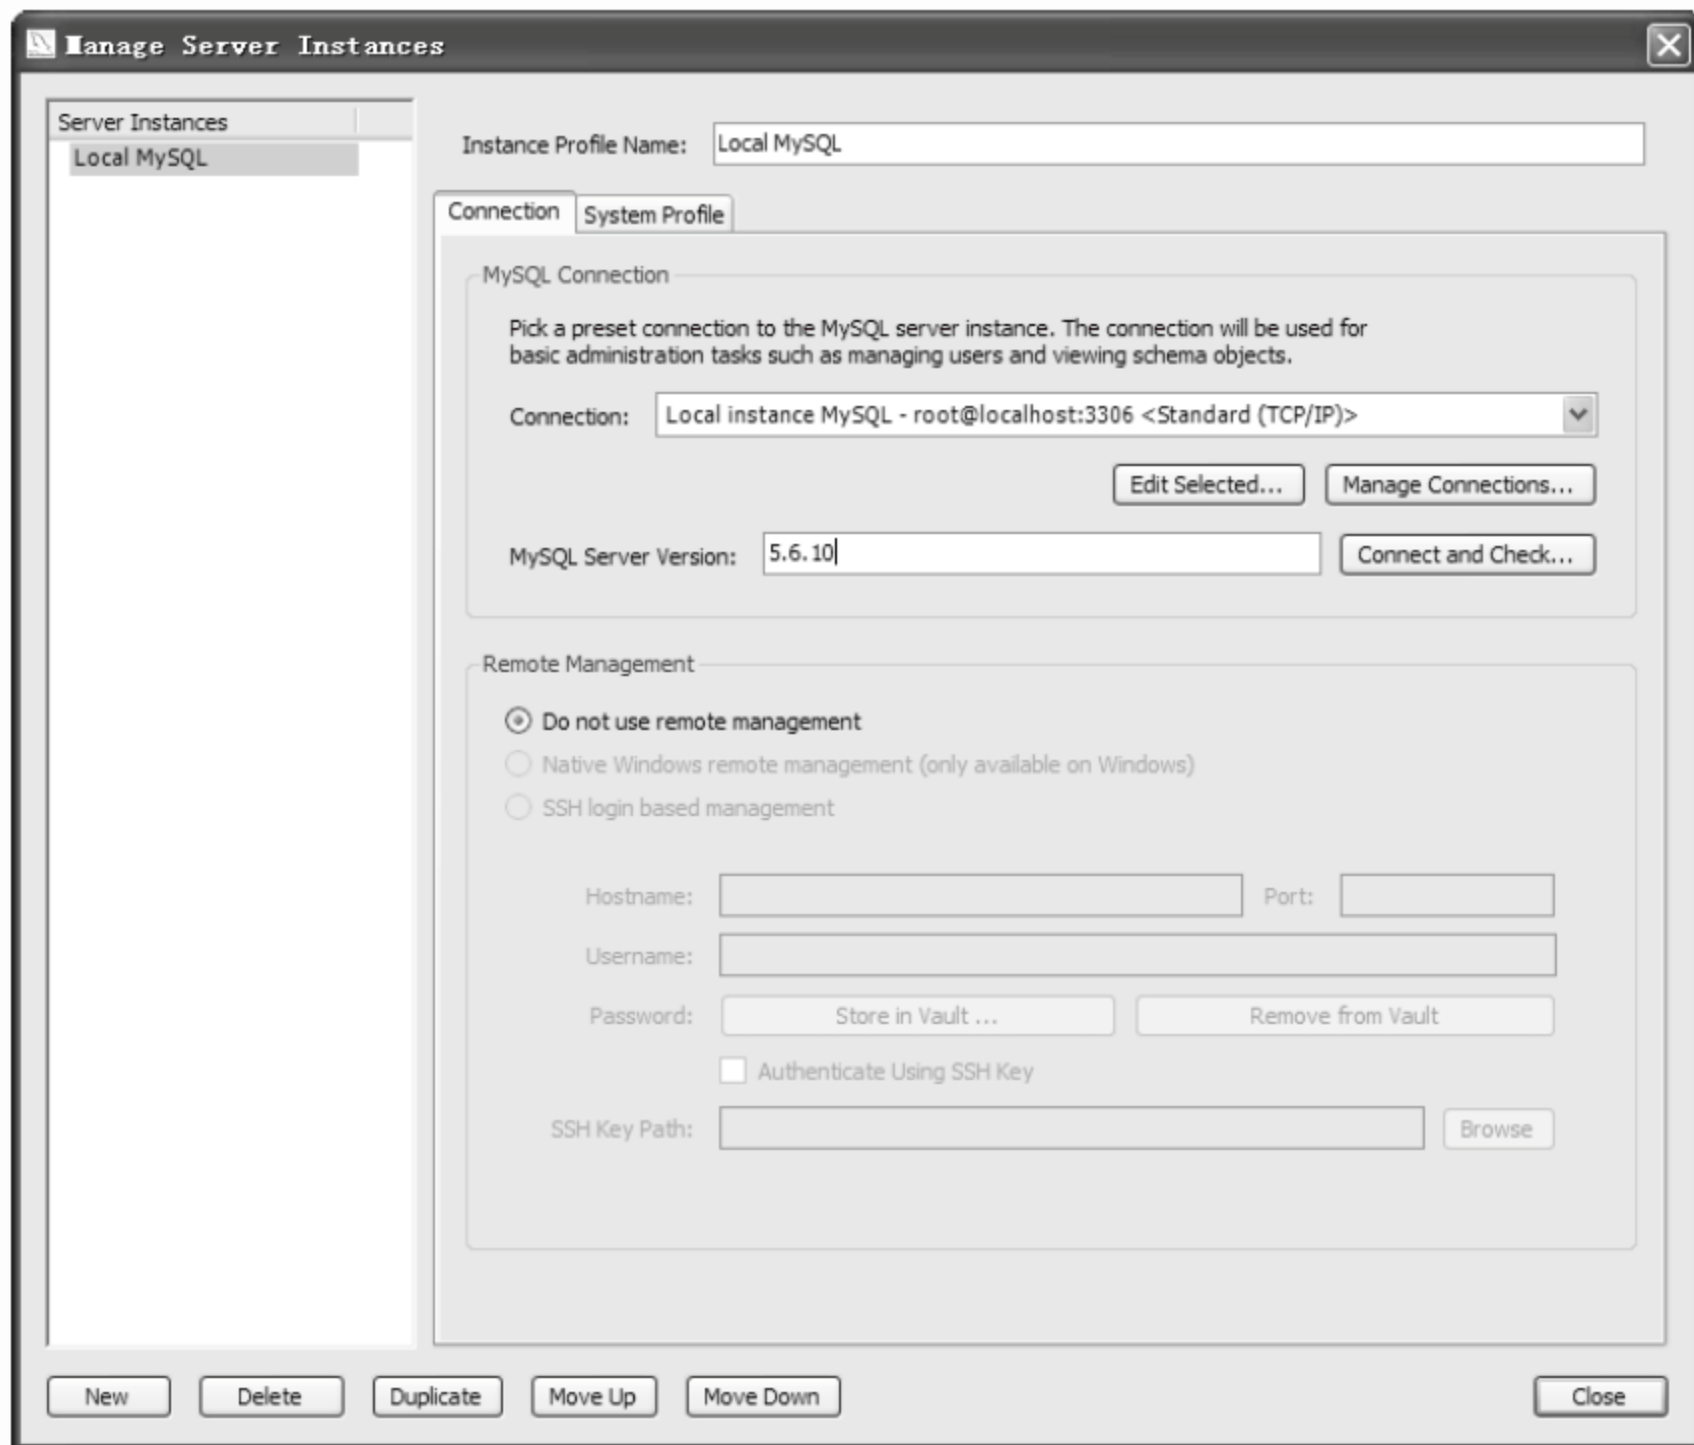 Manage Server Instances
Server Instances
Local MySQL
Instance Profile Name: Local MySQL
Connection System Profile
MySQL Connection
Pick a preset connection to the MySQL server instance. The connection will be used for
basic administration tasks such as managing users and viewing schema objects.
Connection: Local instance MySQL - root@localhost:3306 <Standard (TCP/IP)>
Edit Selected... Manage Connections...
MySQL Server Version: 5.6.10 Connect and Check...
Remote Management
Do not use remote management
Native Windows remote management (only available on Windows)
SSH login based management
Hostname: Port:
Username:
Password: Store in Vault ... Remove from Vault
Authenticate Using SSH Key
SSH Key Path: Browse
New Delete Duplicate Move Up Move Down Close